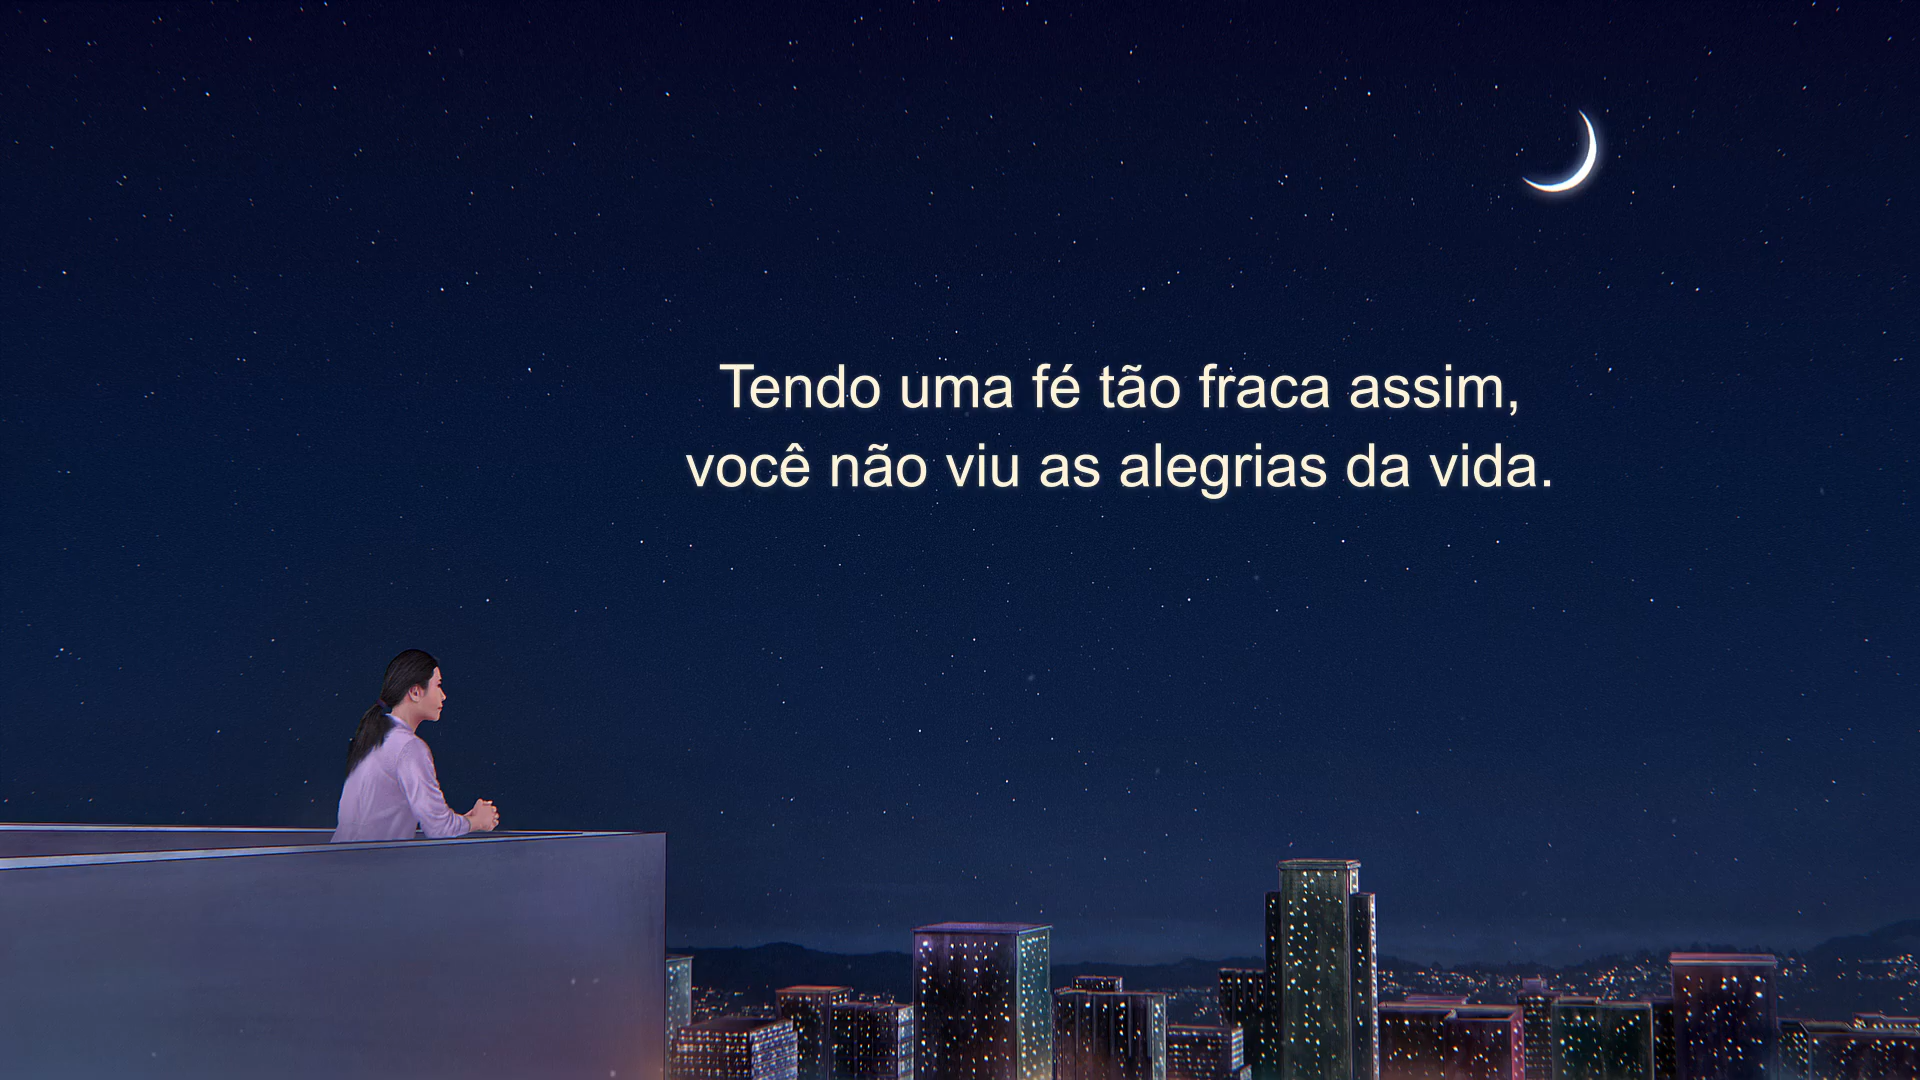 Tendo uma fé tão fraca assim,
você não viu as alegrias da vida.